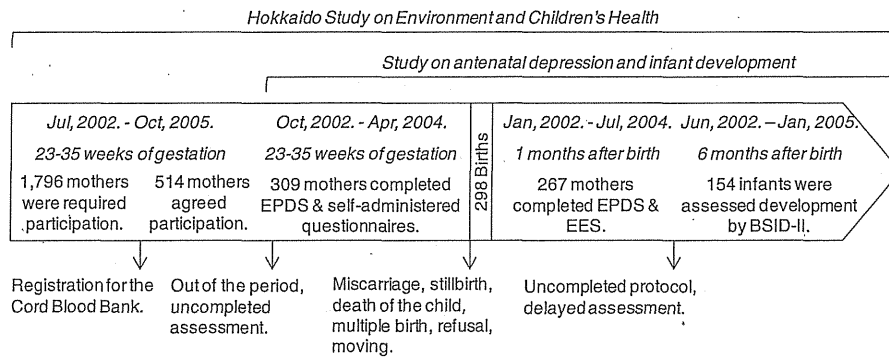 Hokkaido Study on Environment and Children's Health
Study on antenatal depression and infant development
Jul, 2002. - Oct, 2005.
23-35 weeks of gestation
1,796 mothers
were required
participation.
514 mothers
agreed
participation.
Oct, 2002. - Apr, 2004.
23-35 weeks of gestation
309 mothers completed
EPDS & self-administered
questionnaires.
298 Births
Jan, 2002. - Jul, 2004.
1 months after birth
267 mothers
completed EPDS &
EES.
Jun, 2002. – Jan, 2005.
6 months after birth
154 infants were
assessed development
by BSID-II.
Registration for the
Cord Blood Bank.
Out of the period,
uncompleted
assessment.
Miscarriage, stillbirth,
death of the child,
multiple birth, refusal,
moving.
Uncompleted protocol,
delayed assessment.